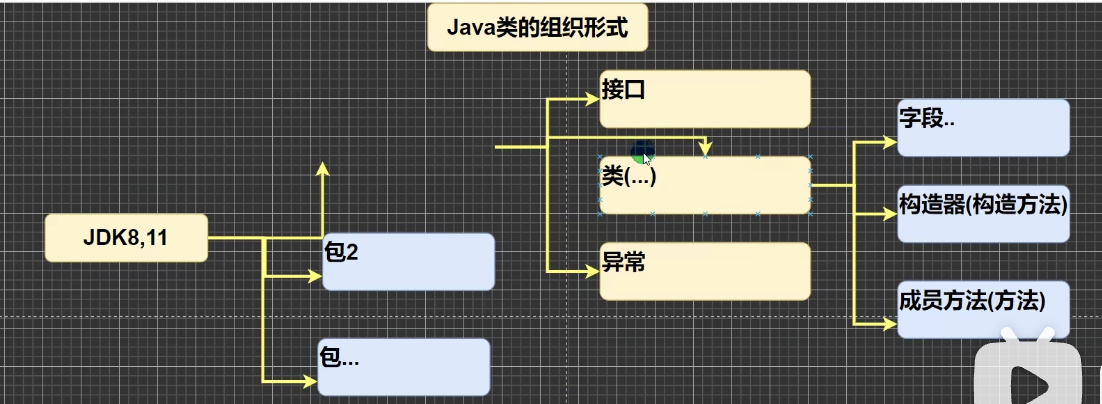 Java类的组织形式
JDK8,11
包2
包...
接口
类(...)
异常
字段..
构造器(构造方法)
成员方法(方法)